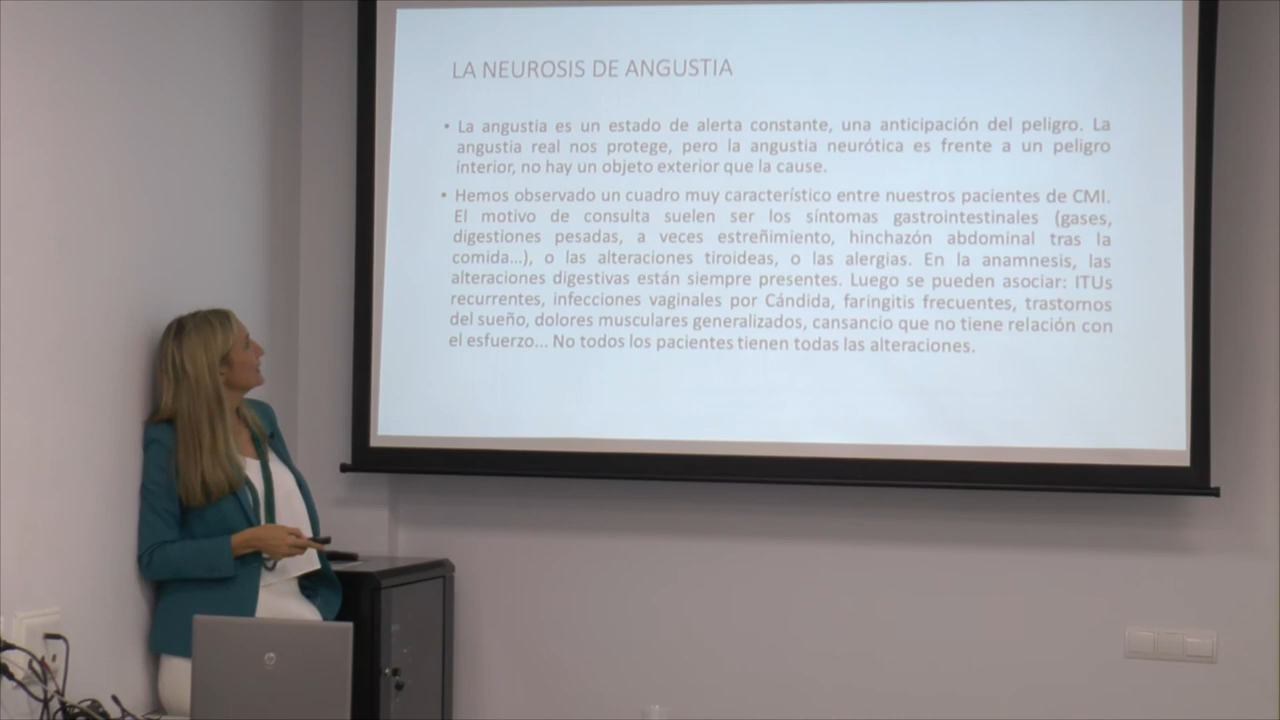 LA NEUROSIS DE ANGUSTIA
• La angustia es un estado de alerta constante, una anticipación del peligro. La
angustia real nos protege, pero la angustia neurótica es frente a un peligro
interior, no hay un objeto exterior que la cause.
• Hemos observado un cuadro muy característico entre nuestros pacientes de CMI.
El motivo de consulta suelen ser los síntomas gastrointestinales (gases,
digestiones pesadas, a veces estreñimiento, hinchazón abdominal tras la
comida...), o las alteraciones tiroideas, o las alergias. En la anamnesis, las
alteraciones digestivas están siempre presentes. Luego se pueden asociar: ITUs
recurrentes, infecciones vaginales por Cándida, faringitis frecuentes, trastornos
del sueño, dolores musculares generalizados, cansancio que no tiene relación con
el esfuerzo... No todos los pacientes tienen todas las alteraciones.
hp